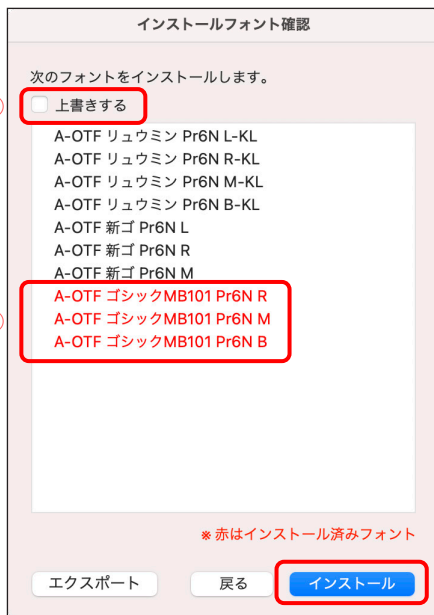 インストールフォント確認
次のフォントをインストールします。
上書きする
A-OTF リュウミン Pr6N L-KL
A-OTF リュウミン Pr6N R-KL
A-OTF リュウミン Pr6N M-KL
A-OTF リュウミン Pr6N B-KL
A-OTF 新ゴ Pr6N L
A-OTF 新ゴ Pr6N R
A-OTF 新ゴ Pr6N M
A-OTF ゴシックMB101 Pr6N R
A-OTF ゴシックMB101 Pr6N M
A-OTF ゴシックMB101 Pr6N B
※ 赤はインストール済みフォント
エクスポート 戻る インストール